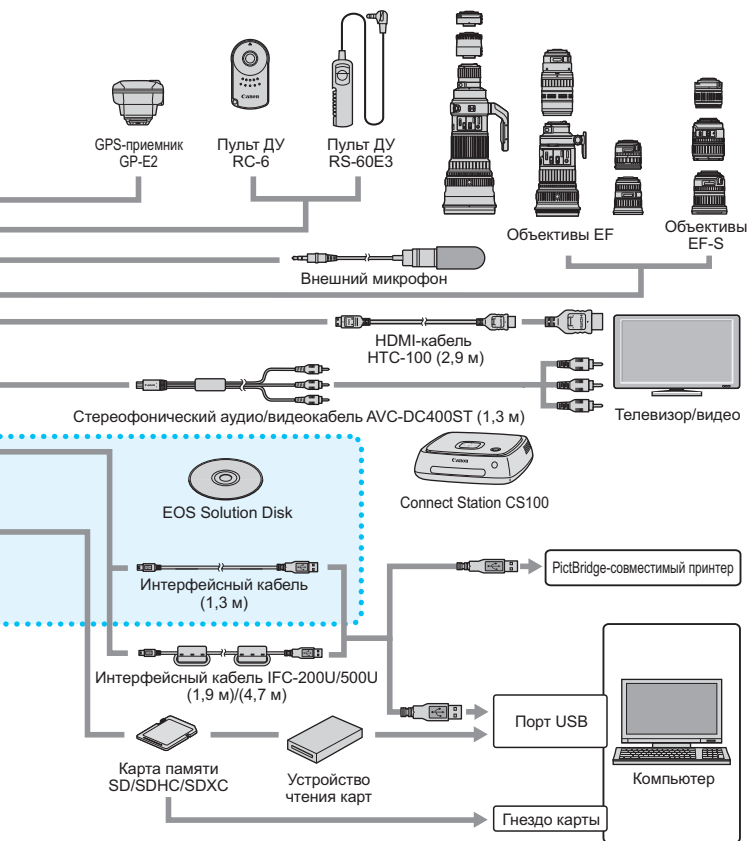 Canon
GPS-приемник
GP-E2
Пульт ДУ
RC-6
Пульт ДУ
RS-60E3
Объективы EF
Объективы
EF-S
Внешний микрофон
HDMI-кабель
HTC-100 (2,9 м)
Стереофонический аудио/видеокабель AVC-DC400ST (1,3 м)
Телевизор/видео
EOS Solution Disk
Canon
Connect Station CS100
Интерфейсный кабель
(1,3 м)
PictBridge-совместимый принтер
Интерфейсный кабель IFC-200U/500U
(1,9 м)/(4,7 м)
Порт USB
Карта памяти
SD/SDHC/SDXC
Устройство
чтения карт
Компьютер
Гнездо карты